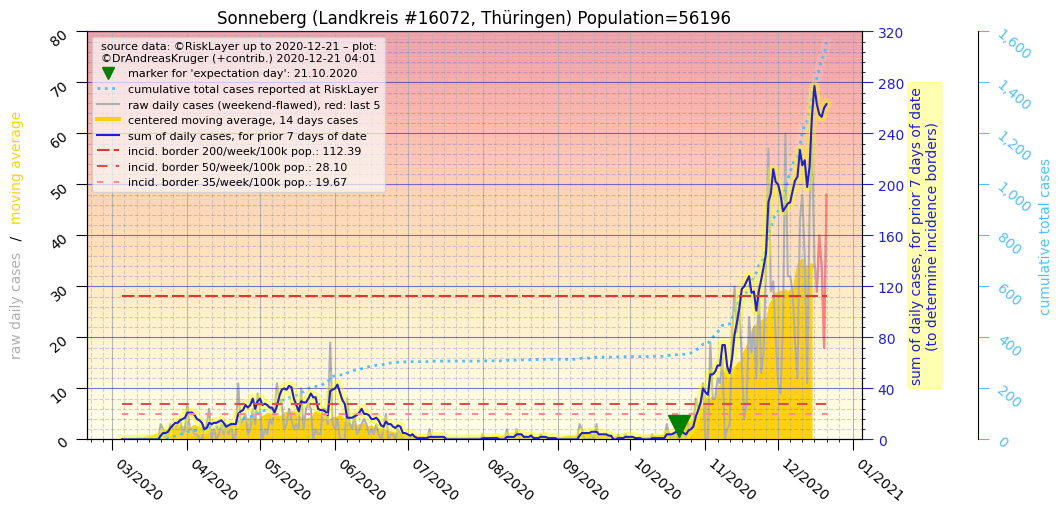 Sonneberg (Landkreis #16072, Thüringen) Population=56196
source data: ©RiskLayer up to 2020-12-21 – plot:
©DrAndreasKruger (+contrib.) 2020-12-21 04:01
marker for 'expectation day': 21.10.2020
cumulative total cases reported at RiskLayer
raw daily cases (weekend-flawed), red: last 5
centered moving average, 14 days cases
sum of daily cases, for prior 7 days of date
incid. border 200/week/100k pop.: 112.39
incid. border 50/week/100k pop.: 28.10
incid. border 35/week/100k pop.: 19.67
raw daily cases / moving average
80
70
60
50
40
30
20
10
0
03/2020
04/2020
05/2020
06/2020
07/2020
08/2020
09/2020
10/2020
11/2020
12/2020
01/2021
320
280
240
200
160
120
80
40
0
sum of daily cases, for prior 7 days of date
(to determine incidence borders)
1,600
1,400
1,200
1,000
800
600
400
200
0
cumulative total cases